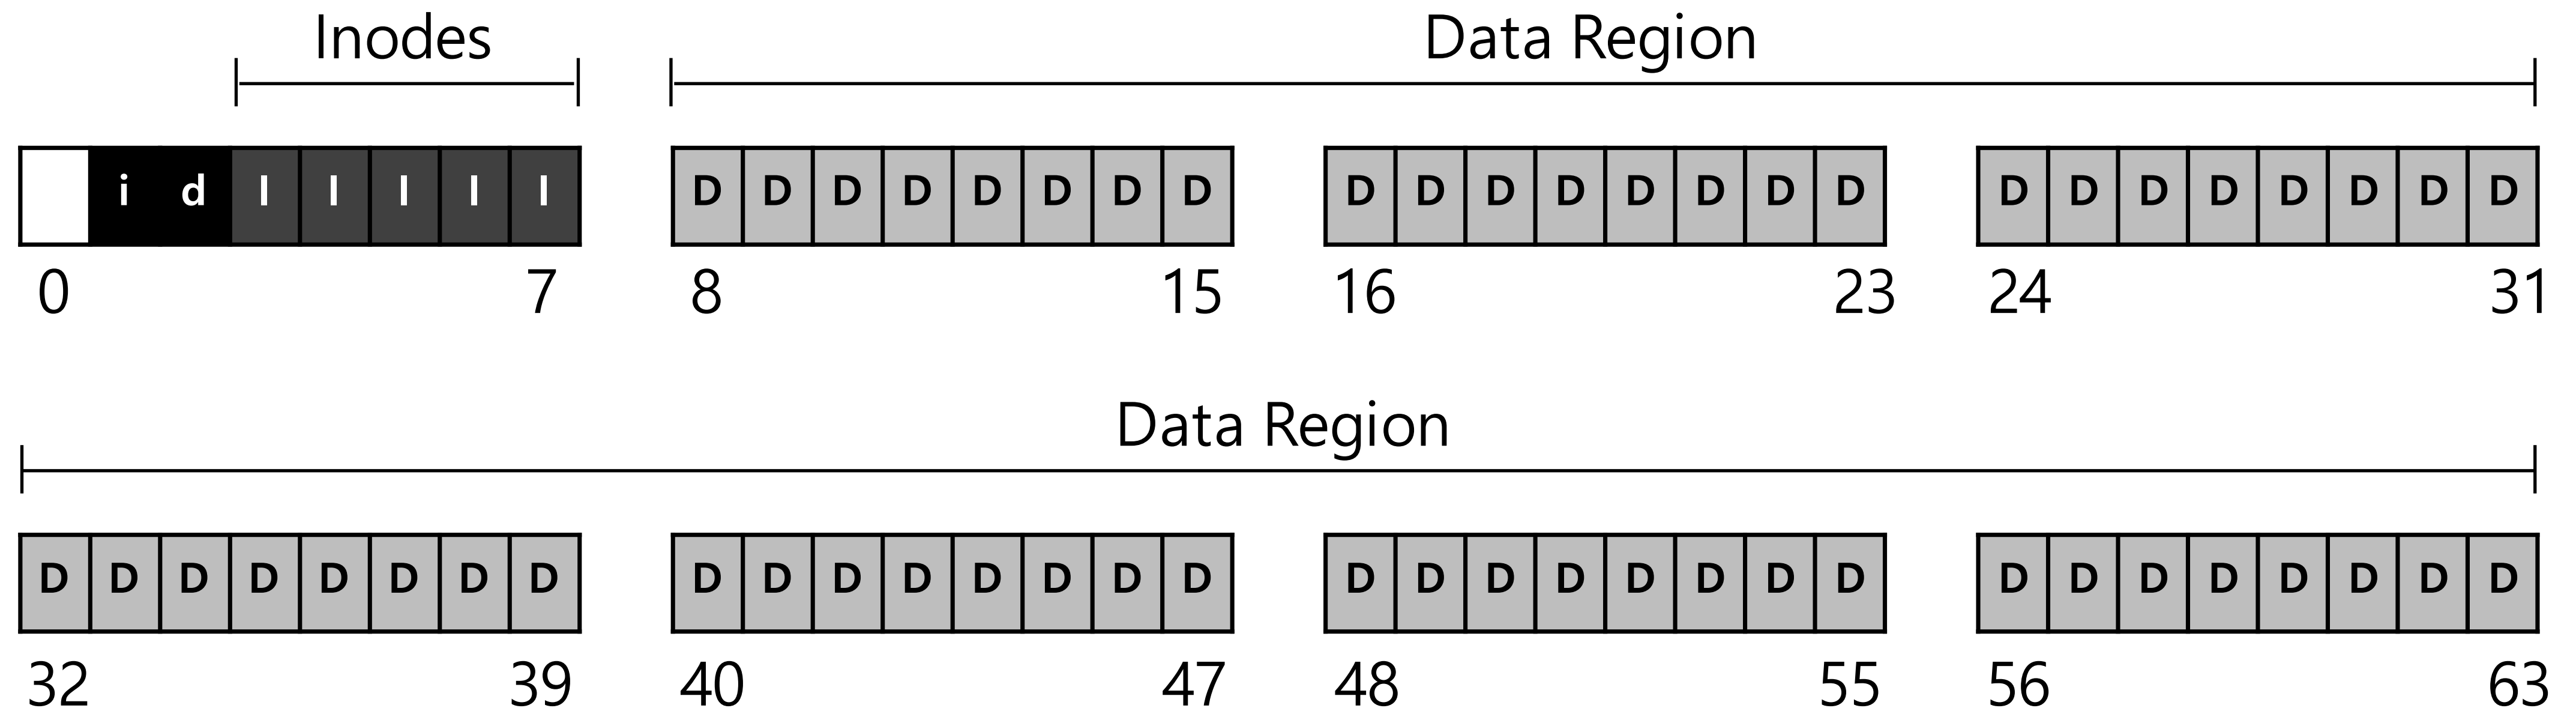 Inodes Data Region
i d I I I I I D D D D D D D D D D D D D D D D D D D D D D D D
0 7 8 15 16 23 24 31
Data Region
D D D D D D D D D D D D D D D D D D D D D D D D D D D D D D D D
32 39 40 47 48 55 56 63